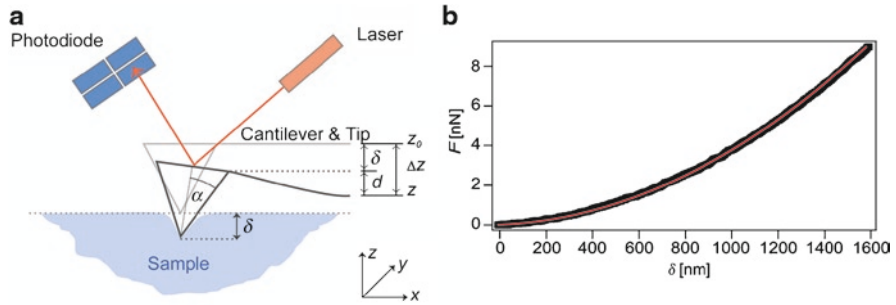 a
Photodiode
Laser
Cantilever & Tip
z₀
δ
Δz
d
z
α
δ
Sample
z
y
x
b
F [nN]
8
6
4
2
0
0 200 400 600 800 1000 1200 1400 1600
δ [nm]